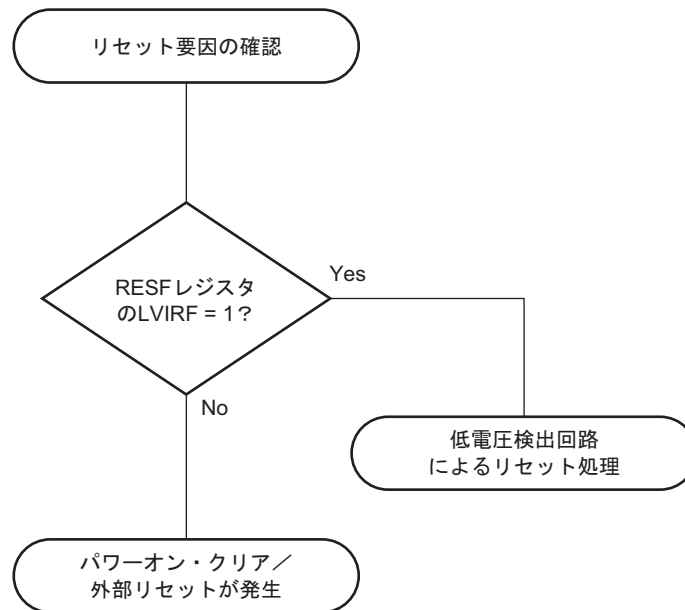 リセット要因の確認
RESFレジスタ
のLVIRF = 1?
Yes
No
低電圧検出回路
によるリセット処理
パワーオン・クリア／
外部リセットが発生